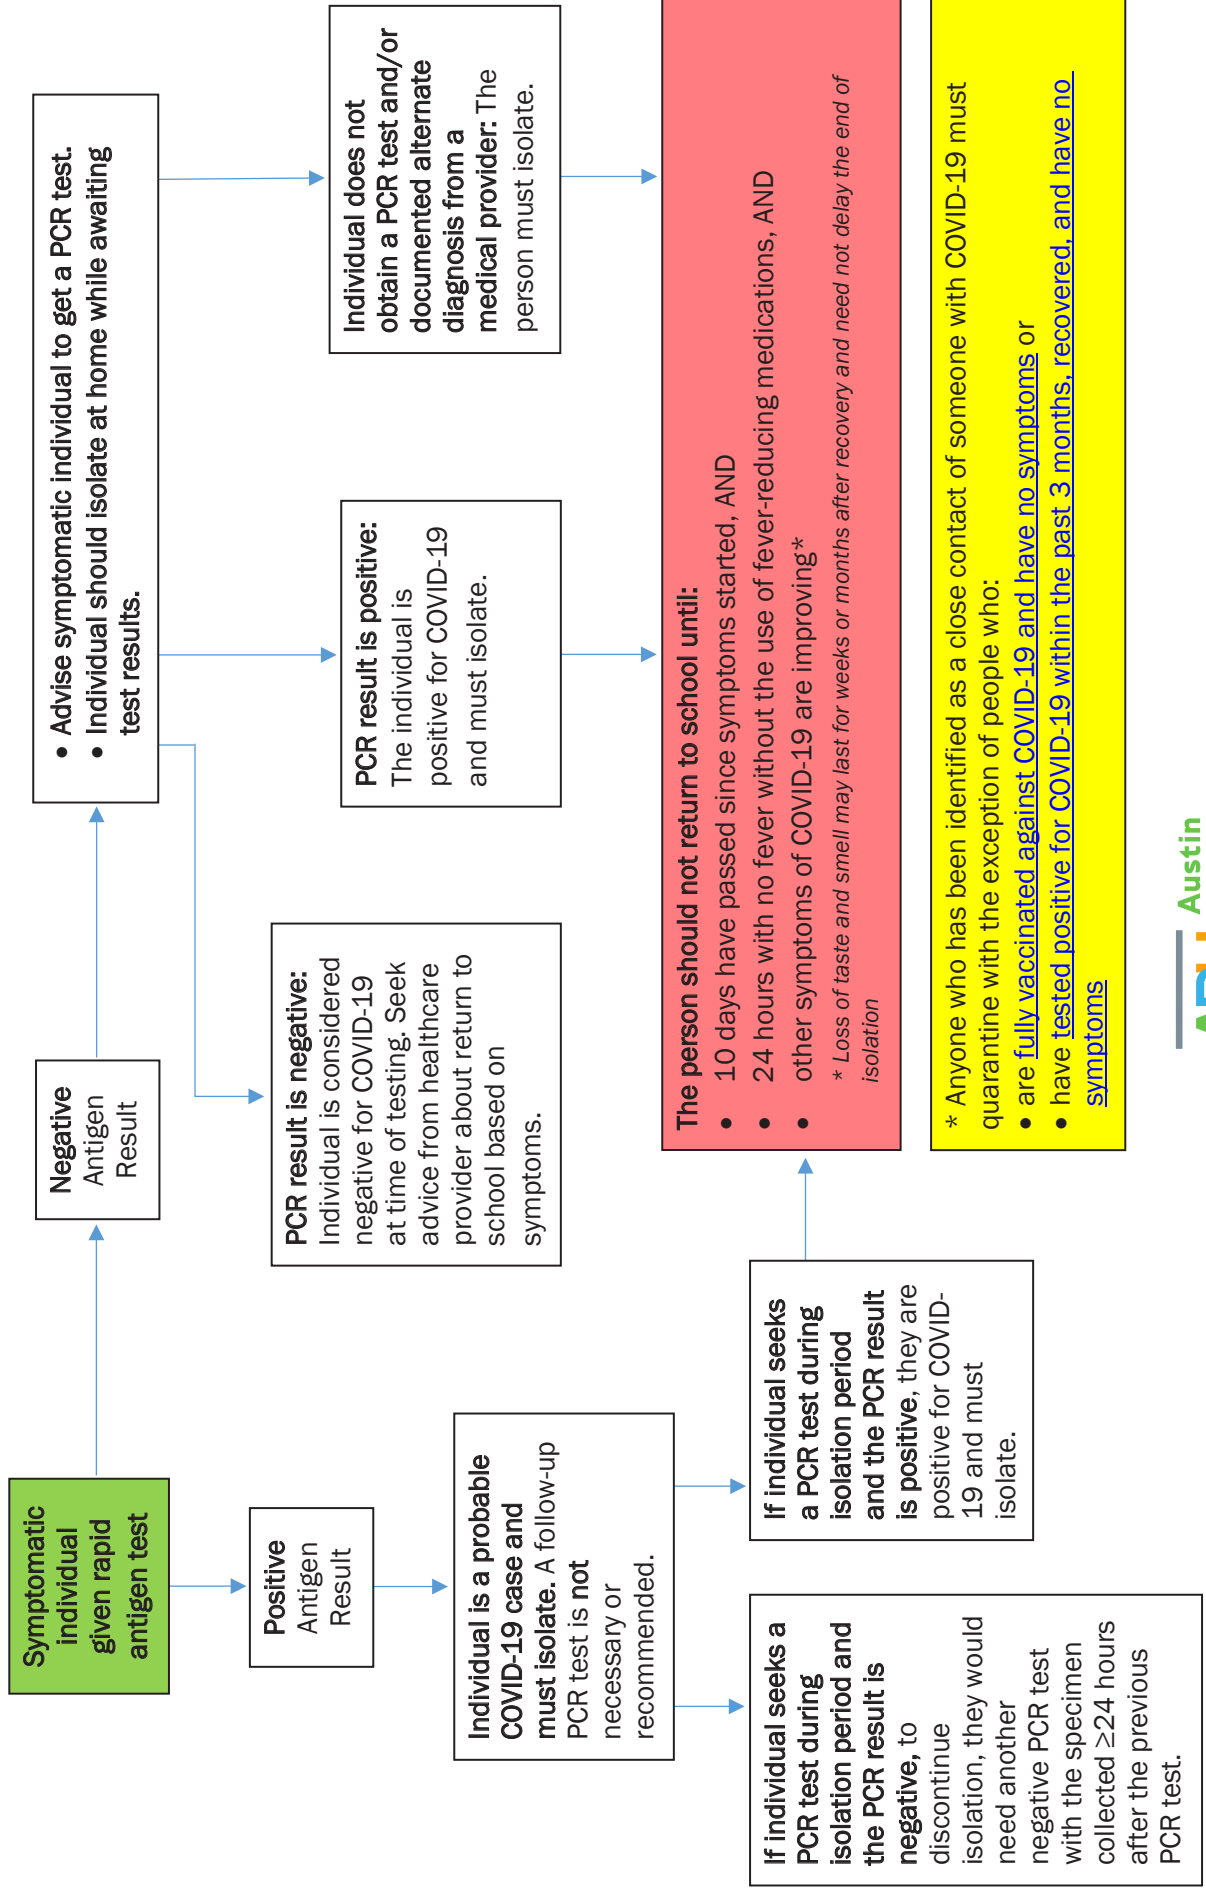 Symptomatic
individual
given rapid
antigen test
Negative
Antigen
Result
• Advise symptomatic individual to get a PCR test.
• Individual should isolate at home while awaiting
test results.
Positive
Antigen
Result
PCR result is negative:
Individual is considered
negative for COVID-19
at time of testing. Seek
advice from healthcare
provider about return to
school based on
symptoms.
PCR result is positive:
The individual is
positive for COVID-19
and must isolate.
Individual does not
obtain a PCR test and/or
documented alternate
diagnosis from a
medical provider: The
person must isolate.
Individual is a probable
COVID-19 case and
must isolate. A follow-up
PCR test is not
necessary or
recommended.
If individual seeks a
PCR test during
isolation period and
the PCR result is
negative, to
discontinue
isolation, they would
need another
negative PCR test
with the specimen
collected ≥24 hours
after the previous
PCR test.
If individual seeks
a PCR test during
isolation period
and the PCR result
is positive, they are
positive for COVID-
19 and must
isolate.
The person should not return to school until:
• 10 days have passed since symptoms started, AND
• 24 hours with no fever without the use of fever-reducing medications, AND
• other symptoms of COVID-19 are improving*
* Loss of taste and smell may last for weeks or months after recovery and need not delay the end of
isolation
* Anyone who has been identified as a close contact of someone with COVID-19 must
quarantine with the exception of people who:
• are fully vaccinated against COVID-19 and have no symptoms or
• have tested positive for COVID-19 within the past 3 months, recovered, and have no
symptoms
Austin